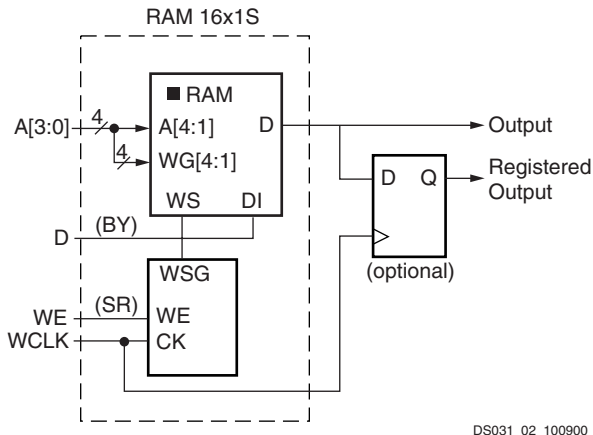 RAM 16x1S
RAM
A[3:0]
4
A[4:1]
D
Output
4
WG[4:1]
WS
DI
D
Q
Registered
Output
D
(BY)
(optional)
WSG
WE
(SR)
WE
WCLK
CK
DS031_02_100900